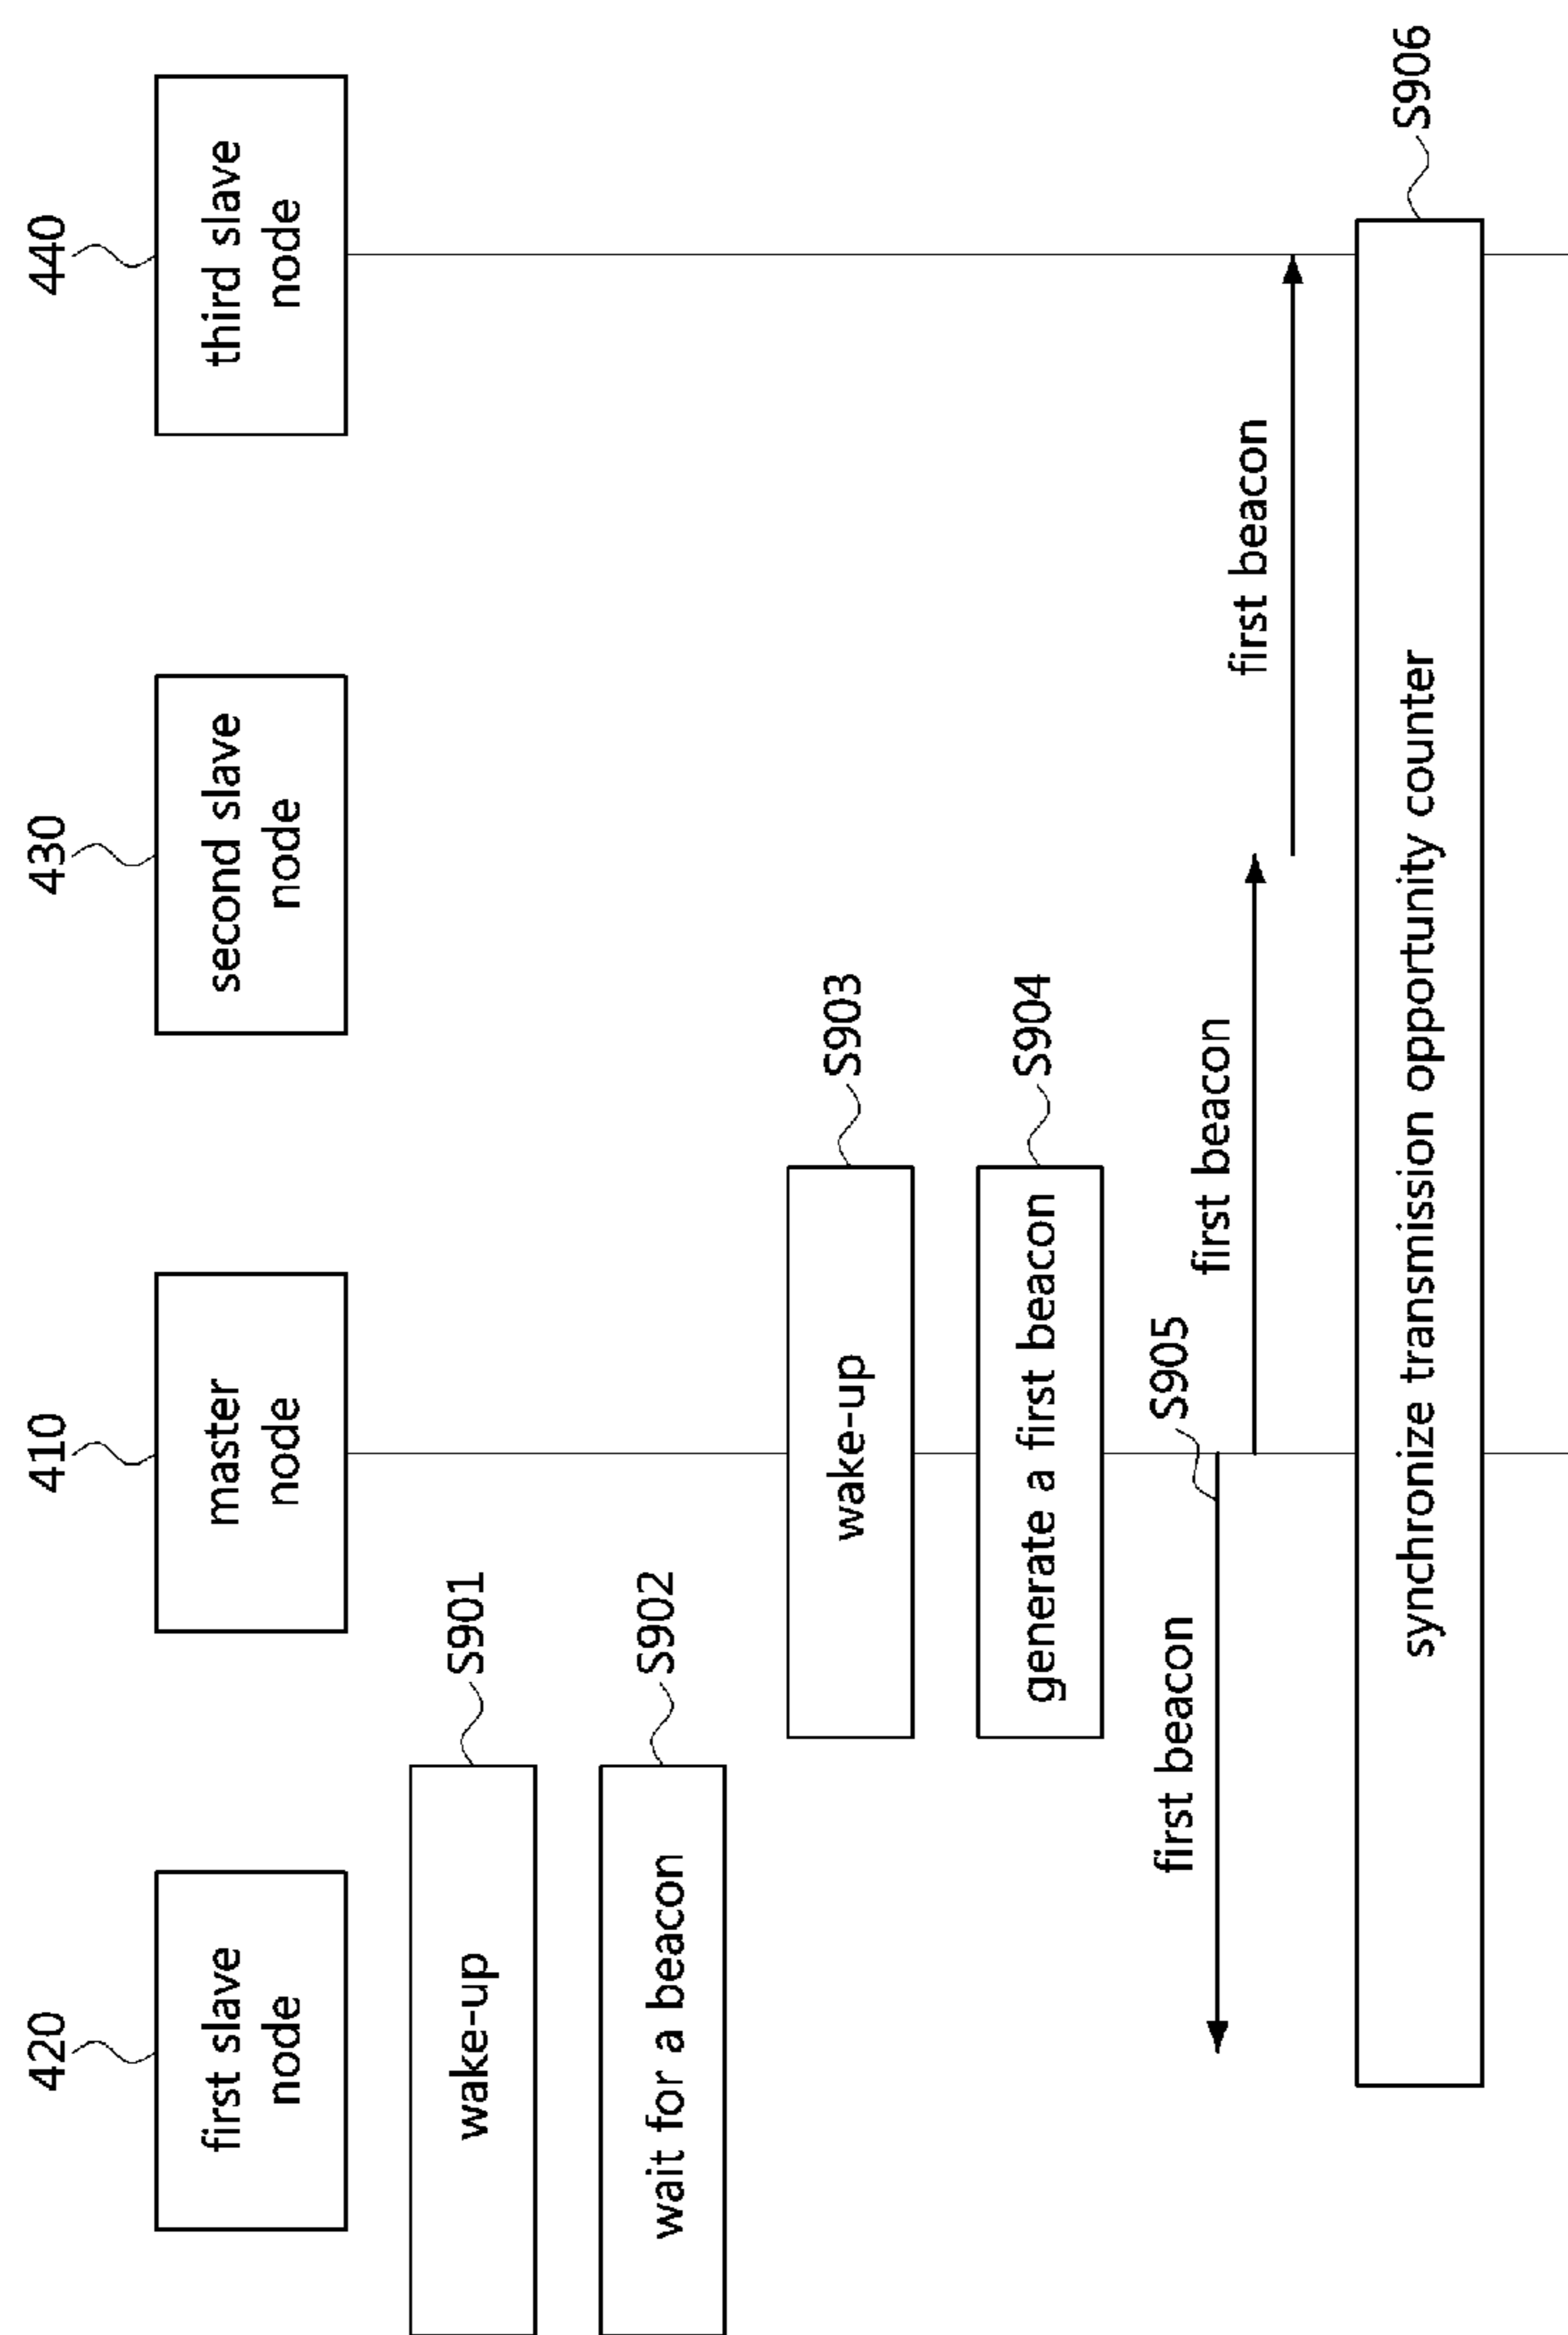 420
410
430
440
first slave
node
master
node
second slave
node
third slave
node
wake-up
S901
wait for a beacon
S902
wake-up
S903
generate a first beacon
S904
first beacon
S905
first beacon
first beacon
synchronize transmission opportunity counter
S906